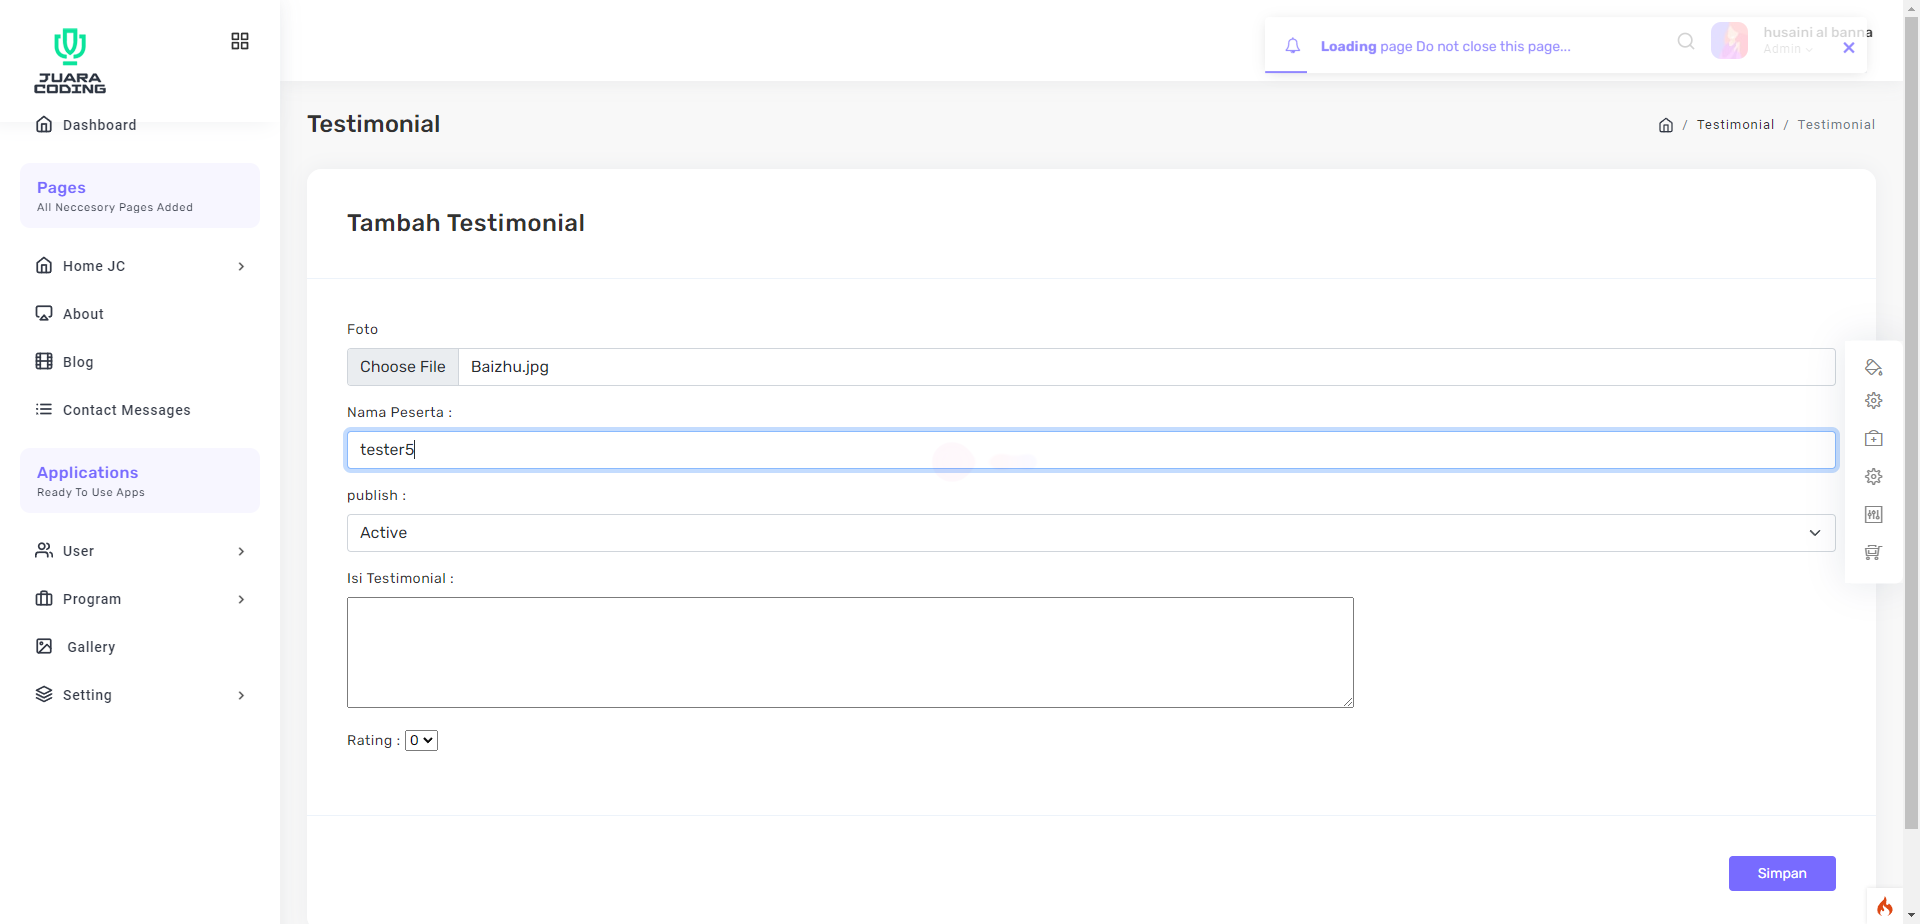 JUARA
CODING
Loading page Do not close this page...
husaini al banna
Admin
Dashboard
Testimonial
/ Testimonial / Testimonial
Pages
All Neccesory Pages Added
Tambah Testimonial
Home JC
About
Foto
Blog
Choose File
Baizhu.jpg
Contact Messages
Nama Peserta :
tester5
Applications
Ready To Use Apps
publish :
Active
User
Isi Testimonial :
Program
Gallery
Setting
Rating : 0
Simpan